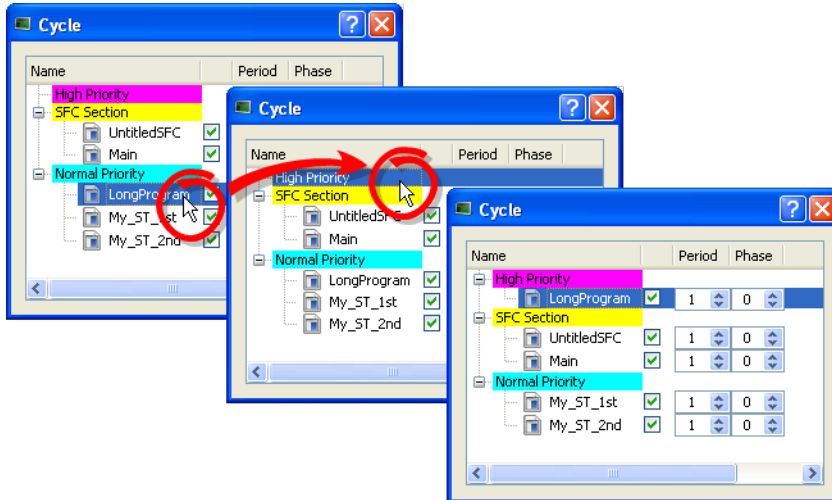 Cycle
Name Period Phase
High Priority
SFC Section
UntitledSFC
Main
Normal Priority
LongProgram
My_ST_1st
My_ST_2nd
Cycle
Name Period Phase
High Priority
SFC Section
UntitledSFC
Main
Normal Priority
LongProgram
My_ST_1st
My_ST_2nd
Cycle
Name Period Phase
High Priority
LongProgram 1 0
SFC Section
UntitledSFC 1 0
Main 1 0
Normal Priority
My_ST_1st 1 0
My_ST_2nd 1 0